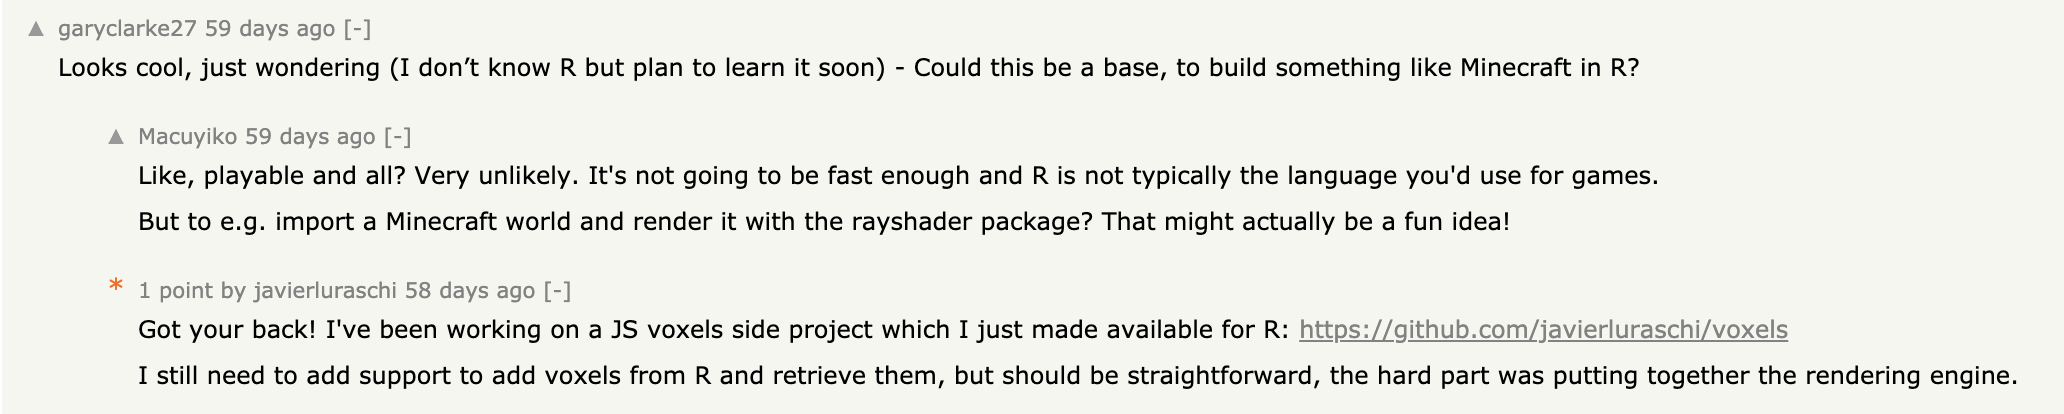 ▲ garyclarke27 59 days ago [-]
Looks cool, just wondering (I don’t know R but plan to learn it soon) - Could this be a base, to build something like Minecraft in R?
▲ Macuyiko 59 days ago [-]
Like, playable and all? Very unlikely. It's not going to be fast enough and R is not typically the language you'd use for games.
But to e.g. import a Minecraft world and render it with the rayshader package? That might actually be a fun idea!
* 1 point by javierluraschi 58 days ago [-]
Got your back! I've been working on a JS voxels side project which I just made available for R: https://github.com/javierluraschi/voxels
I still need to add support to add voxels from R and retrieve them, but should be straightforward, the hard part was putting together the rendering engine.